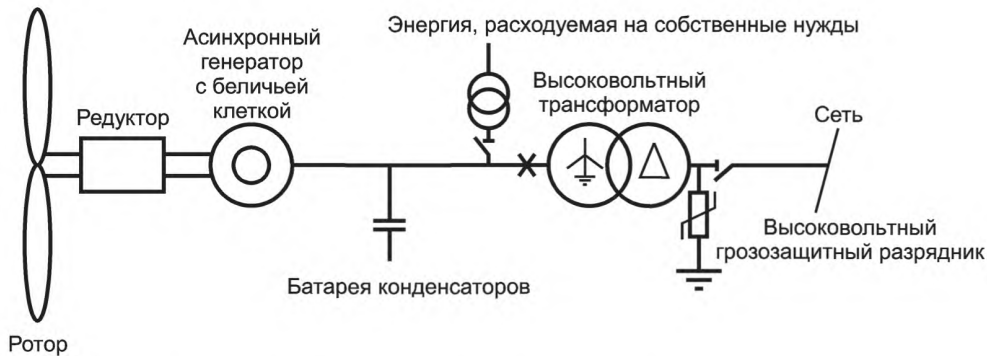 Энергия, расходуемая на собственные нужды
Асинхронный
генератор
с беличьей
клеткой
Высоковольтный
трансформатор
Редуктор
Сеть
Высоковольтный
грозозащитный разрядник
Батарея конденсаторов
Ротор